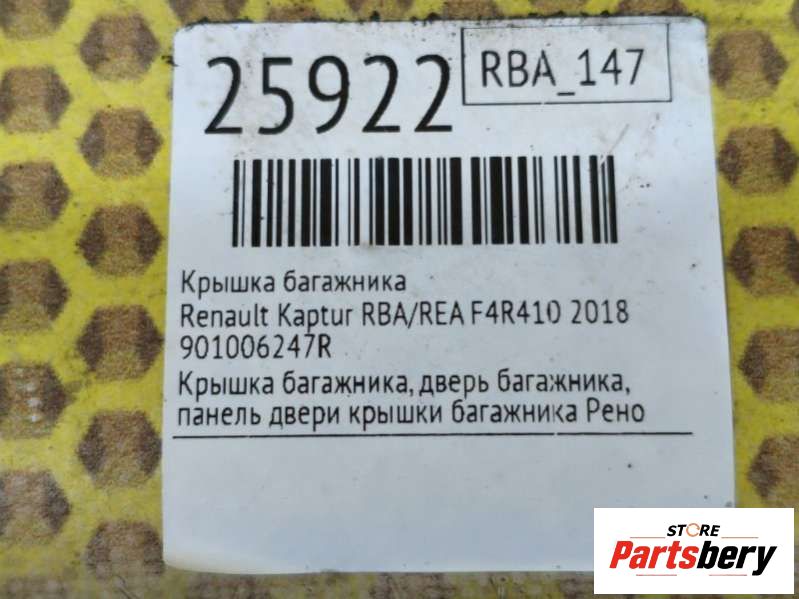 25922
RBA_147
Крышка багажника
Renault Kaptur RBA/REA F4R410 2018
901006247R
Крышка багажника, дверь багажника,
панель двери крышки багажника Рено
STORE
Partsbery